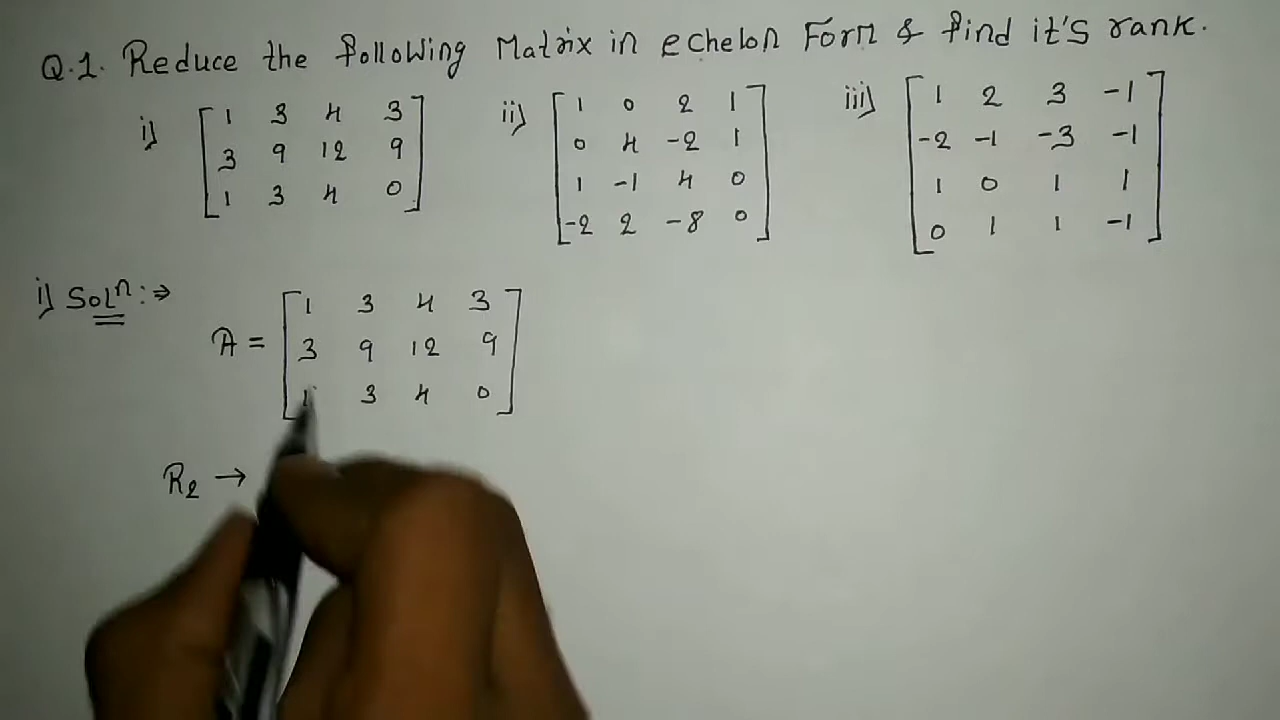 Q.1. Reduce the following Matrix in echelon Form & find it's rank.
i) [ 1 3 4 3 ] ii) [ 1 0 2 1 ] iii) [ 1 2 3 -1 ]
[ 3 9 12 9 ] [ 0 4 -2 1 ] [ -2 -1 -3 -1 ]
[ 1 3 4 0 ] [ 1 -1 4 0 ] [ 1 0 1 1 ]
[ -2 2 -8 0 ] [ 0 1 1 -1 ]
i) Solⁿ :⇒
A = [ 1 3 4 3 ]
[ 3 9 12 9 ]
[ 1 3 4 0 ]
R₂ →